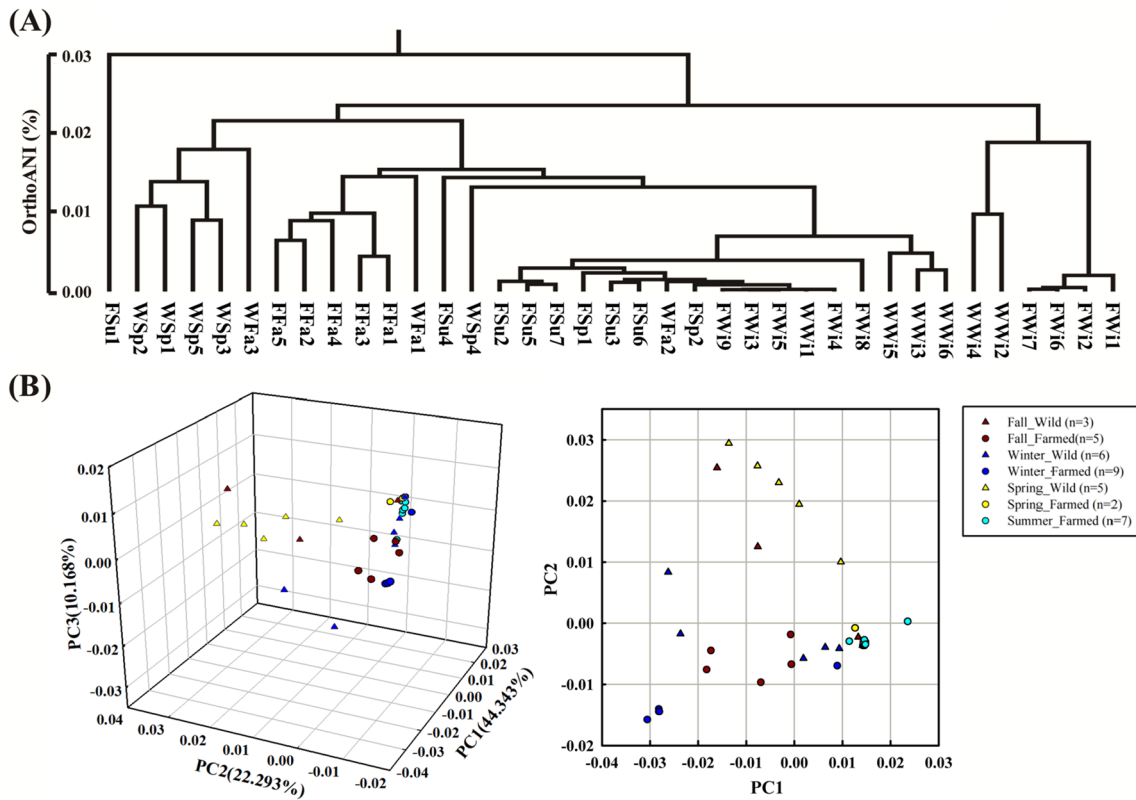 (A)
OrthoANI (%)
0.03
0.02
0.01
0.00
FSu1
WSp2
WSp1
WSp5
WSp3
WFa3
FFa5
FFa2
FFa4
FFa3
FFa1
WFa1
FSu4
WSp4
FSu2
FSu5
FSu7
FSp1
FSu3
FSu6
WFa2
FSp2
FWi9
FWi3
FWi5
WWi1
FWi4
FWi8
WWi5
WWi3
WWi6
WWi4
WWi2
FWi7
FWi6
FWi2
FWi1
(B)
PC3(10.168%)
0.02
0.01
0.00
-0.01
-0.02
-0.03
0.04
0.03
0.02
0.01
0.00
-0.01
-0.02
PC2(22.293%)
-0.04
-0.03
-0.02
-0.01
0.00
0.01
0.02
0.03
PC1(44.343%)
PC2
0.03
0.02
0.01
0.00
-0.01
-0.02
-0.04
-0.03
-0.02
-0.01
0.00
0.01
0.02
0.03
PC1
Fall_Wild (n=3)
Fall_Farmed(n=5)
Winter_Wild (n=6)
Winter_Farmed (n=9)
Spring_Wild (n=5)
Spring_Farmed (n=2)
Summer_Farmed (n=7)